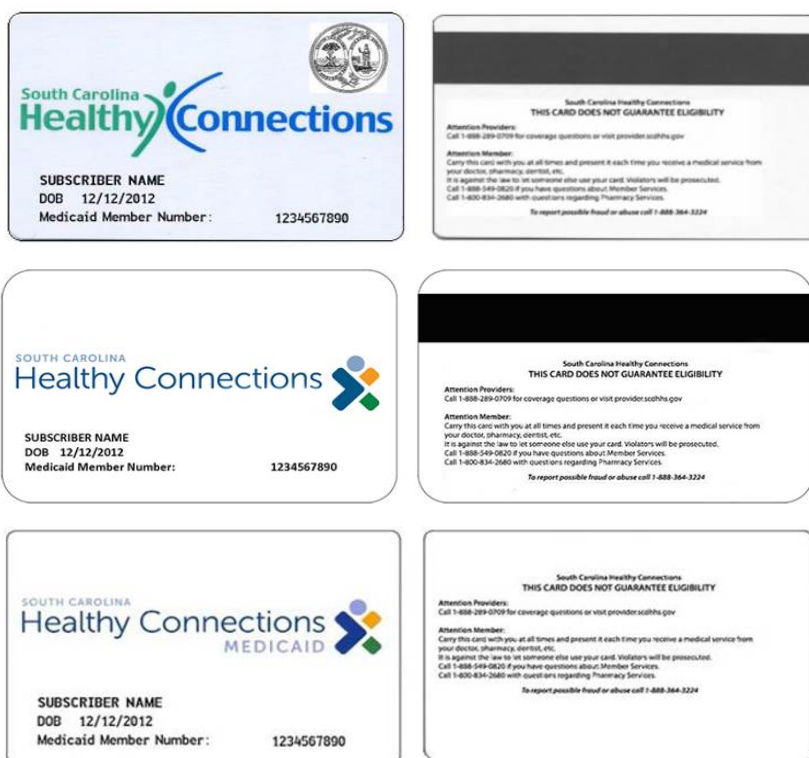 South Carolina
Healthy Connections
SUBSCRIBER NAME
DOB 12/12/2012
Medicaid Member Number: 1234567890
South Carolina Healthy Connections
THIS CARD DOES NOT GUARANTEE ELIGIBILITY
Attention Providers:
Call 1-888-289-0709 for coverage questions or visit provider.scdhhs.gov
Attention Member:
Carry this card with you at all times and present it each time you receive a medical service from
your doctor, pharmacy, dentist, etc.
It is against the law to let someone else use your card. Violators will be prosecuted.
Call 1-888-549-0820 if you have questions about Member Services.
Call 1-800-834-2680 with questions regarding Pharmacy Services.
To report possible fraud or abuse call 1-888-364-3224
SOUTH CAROLINA
Healthy Connections
SUBSCRIBER NAME
DOB 12/12/2012
Medicaid Member Number: 1234567890
South Carolina Healthy Connections
THIS CARD DOES NOT GUARANTEE ELIGIBILITY
Attention Providers:
Call 1-888-289-0709 for coverage questions or visit provider.scdhhs.gov
Attention Member:
Carry this card with you at all times and present it each time you receive a medical service from
your doctor, pharmacy, dentist, etc.
It is against the law to let someone else use your card. Violators will be prosecuted.
Call 1-888-549-0820 if you have questions about Member Services.
Call 1-800-834-2680 with questions regarding Pharmacy Services.
To report possible fraud or abuse call 1-888-364-3224
SOUTH CAROLINA
Healthy Connections
MEDICAID
SUBSCRIBER NAME
DOB 12/12/2012
Medicaid Member Number: 1234567890
South Carolina Healthy Connections
THIS CARD DOES NOT GUARANTEE ELIGIBILITY
Attention Providers:
Call 1-888-289-0709 for coverage questions or visit provider.scdhhs.gov
Attention Member:
Carry this card with you at all times and present it each time you receive a medical service from
your doctor, pharmacy, dentist, etc.
It is against the law to let someone else use your card. Violators will be prosecuted.
Call 1-888-549-0820 if you have questions about Member Services.
Call 1-800-834-2680 with questions regarding Pharmacy Services.
To report possible fraud or abuse call 1-888-364-3224